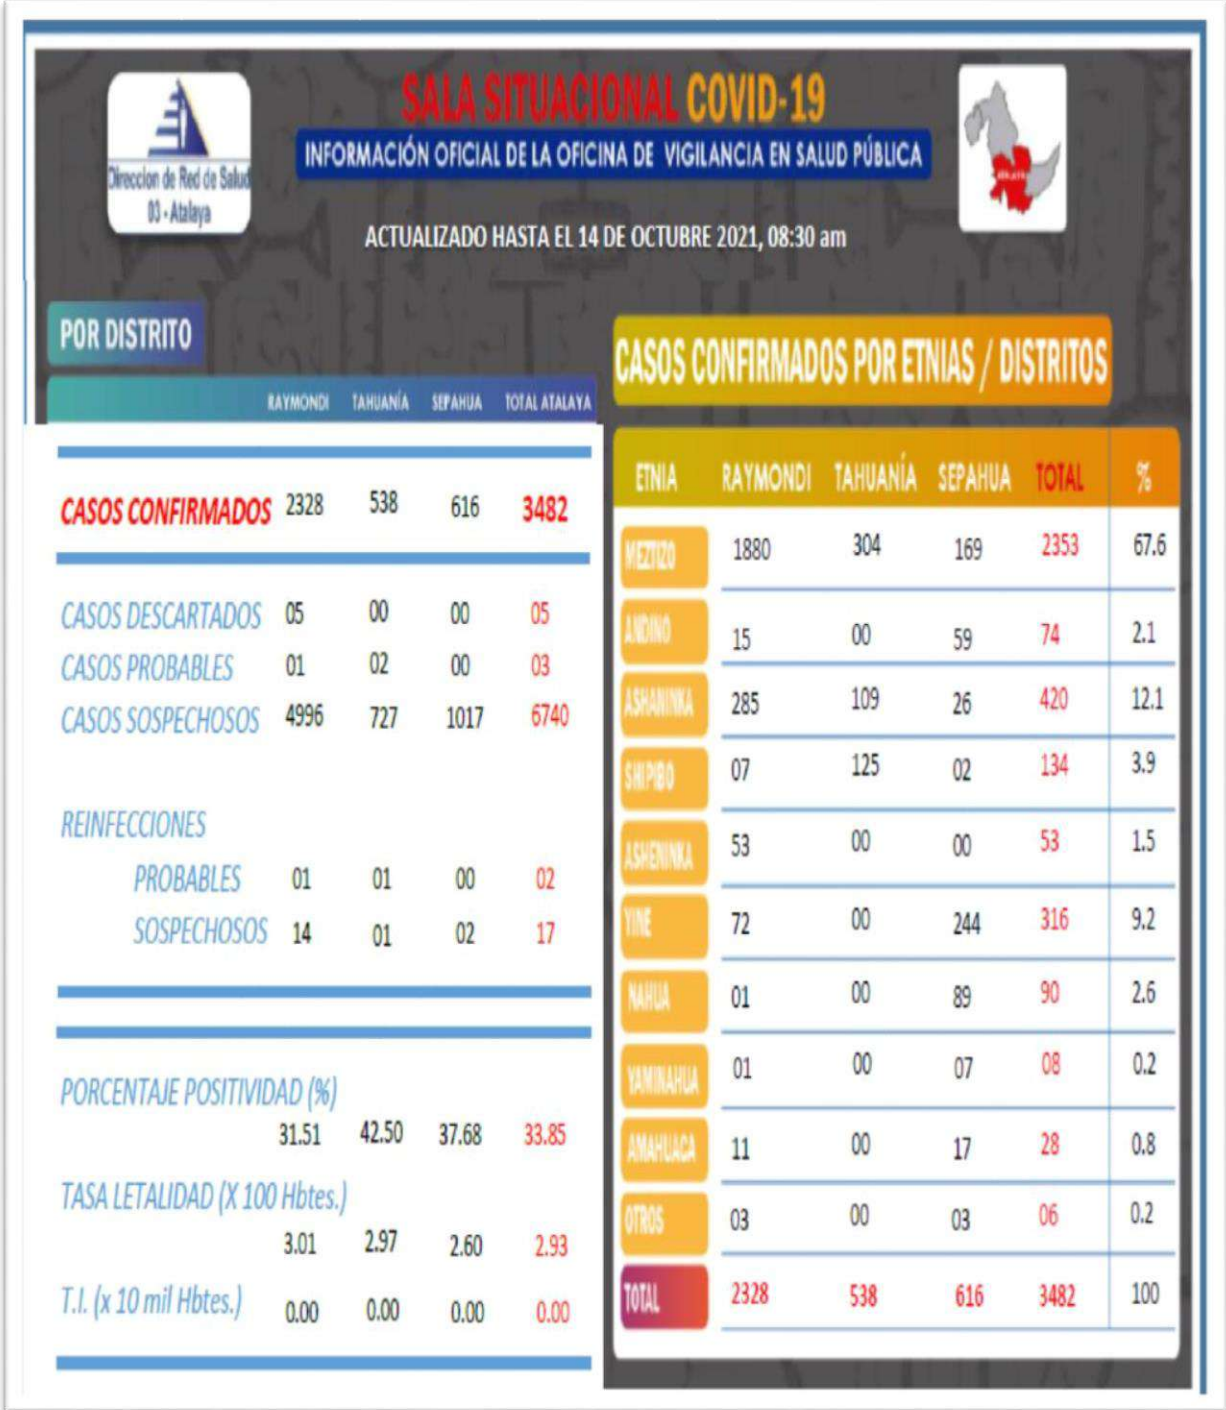 Direccion de Red de Salud
03 - Atalaya
SALA SITUACIONAL COVID-19
INFORMACIÓN OFICIAL DE LA OFICINA DE VIGILANCIA EN SALUD PÚBLICA
ACTUALIZADO HASTA EL 14 DE OCTUBRE 2021, 08:30 am
POR DISTRITO
RAYMONDI TAHUANÍA SEPAHUA TOTAL ATALAYA
CASOS CONFIRMADOS 2328 538 616 3482
CASOS DESCARTADOS 05 00 00 05
CASOS PROBABLES 01 02 00 03
CASOS SOSPECHOSOS 4996 727 1017 6740
REINFECCIONES
PROBABLES 01 01 00 02
SOSPECHOSOS 14 01 02 17
PORCENTAJE POSITIVIDAD (%)
31.51 42.50 37.68 33.85
TASA LETALIDAD (X 100 Hbtes.)
3.01 2.97 2.60 2.93
T.I. (x 10 mil Hbtes.) 0.00 0.00 0.00 0.00
CASOS CONFIRMADOS POR ETNIAS / DISTRITOS
ETNIA RAYMONDI TAHUANÍA SEPAHUA TOTAL %
MEZTIZO 1880 304 169 2353 67.6
ANDINO 15 00 59 74 2.1
ASHANINKA 285 109 26 420 12.1
SHIPIBO 07 125 02 134 3.9
ASHENINKA 53 00 00 53 1.5
YINE 72 00 244 316 9.2
NAHUA 01 00 89 90 2.6
YAMINAHUA 01 00 07 08 0.2
AMAHUACA 11 00 17 28 0.8
OTROS 03 00 03 06 0.2
TOTAL 2328 538 616 3482 100